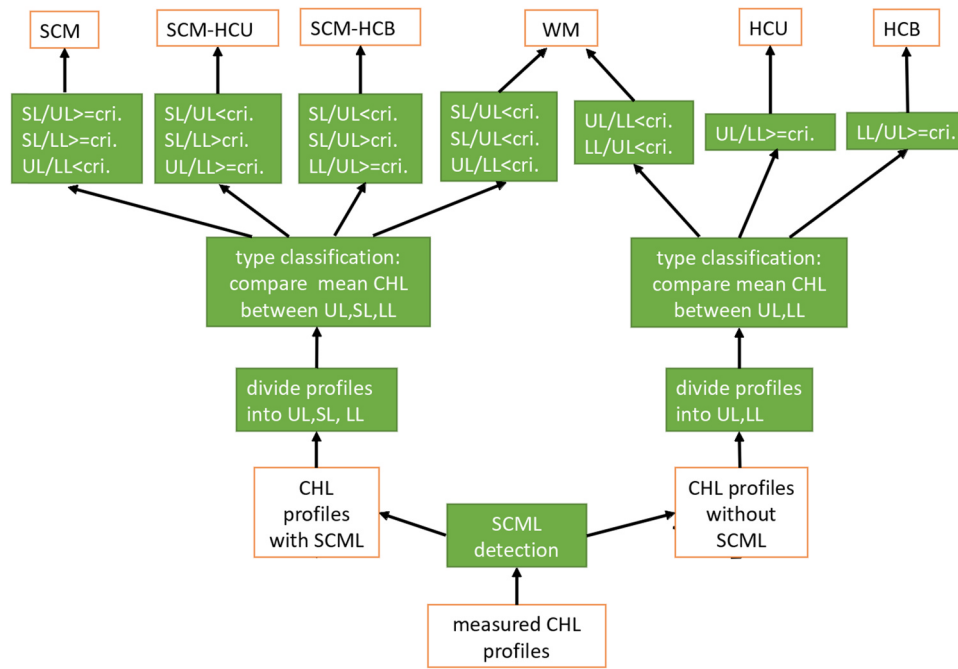 SCM
SCM-HCU
SCM-HCB
WM
HCU
HCB
SL/UL>=cri.
SL/LL>=cri.
UL/LL<cri.
SL/UL<cri.
SL/LL>cri.
UL/LL>=cri.
SL/UL<cri.
SL/UL>cri.
LL/UL>=cri.
SL/UL<cri.
SL/UL<cri.
UL/LL<cri.
UL/LL<cri.
LL/UL<cri.
UL/LL>=cri.
LL/UL>=cri.
type classification:
compare mean CHL
between UL,SL,LL
type classification:
compare mean CHL
between UL,LL
divide profiles
into UL,SL, LL
divide profiles
into UL,LL
CHL
profiles
with SCML
SCML
detection
CHL profiles
without
SCML
measured CHL
profiles